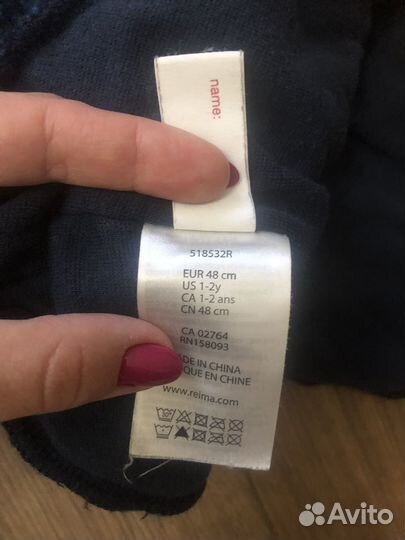 name:
518532R
EUR 48 cm
US 1-2y
CA 1-2 ans
CN 48 cm
CA 02764
RN158093
ADE IN CHINA
QUE EN CHINE
www.reima.com
Avito